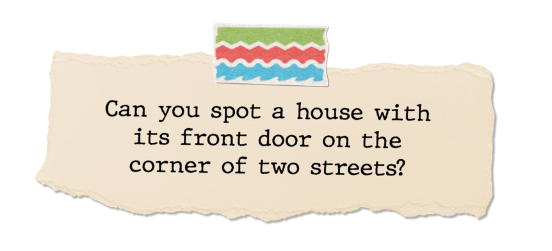 Can you spot a house with
its front door on the
corner of two streets?